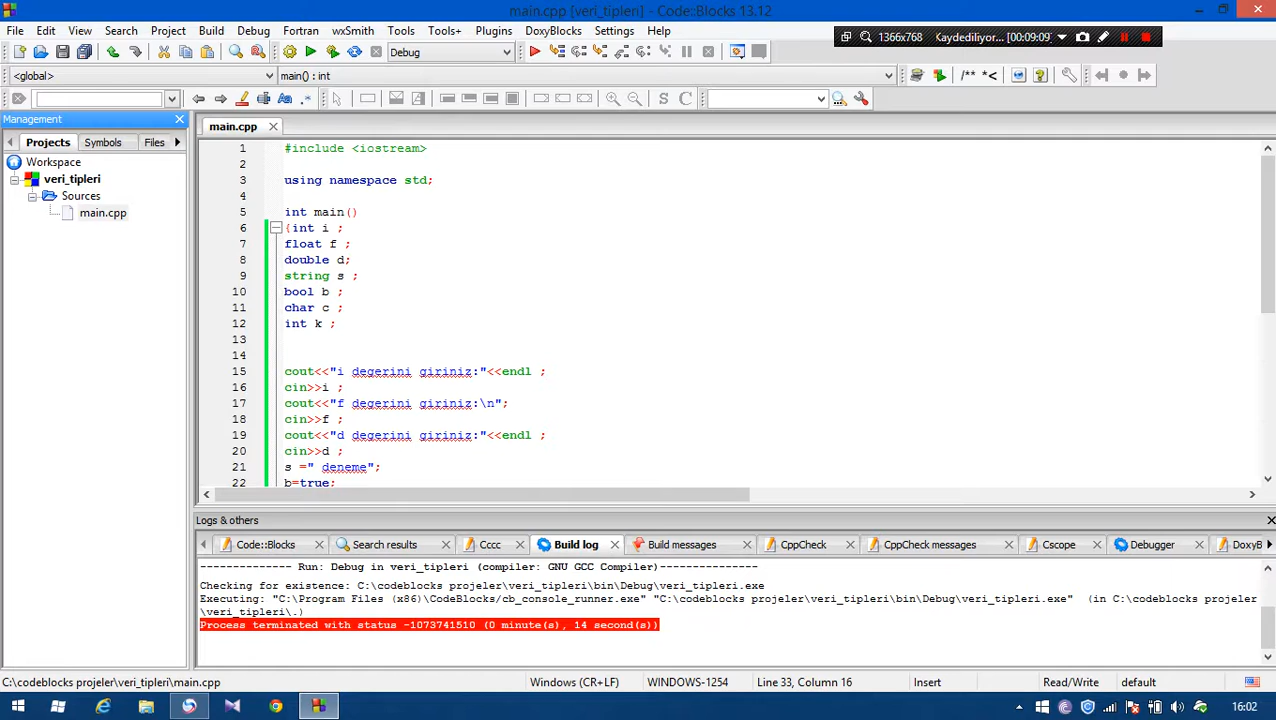 main.cpp [veri_tipleri] - Code::Blocks 13.12
File Edit View Search Project Build Debug Fortran wxSmith Tools Tools+ Plugins DoxyBlocks Settings Help
1366x768 Kaydediliyor... [00:09:09]
Debug
<global> main() : int
/** *<
S C
Management
main.cpp
Projects Symbols Files
Workspace
veri_tipleri
Sources
main.cpp
1 #include <iostream>
2
3 using namespace std;
4
5 int main()
6 {int i ;
7 float f ;
8 double d;
9 string s ;
10 bool b ;
11 char c ;
12 int k ;
13
14
15 cout<<"i degerini giriniz:"<<endl ;
16 cin>>i ;
17 cout<<"f degerini giriniz:\n";
18 cin>>f ;
19 cout<<"d degerini giriniz:"<<endl ;
20 cin>>d ;
21 s =" deneme";
22 b=true;
Logs & others
Code::Blocks Search results Cccc Build log Build messages CppCheck CppCheck messages Cscope Debugger DoxyB
-------------- Run: Debug in veri_tipleri (compiler: GNU GCC Compiler)---------------
Checking for existence: C:\codeblocks projeler\veri_tipleri\bin\Debug\veri_tipleri.exe
Executing: "C:\Program Files (x86)\CodeBlocks/cb_console_runner.exe" "C:\codeblocks projeler\veri_tipleri\bin\Debug\veri_tipleri.exe"  (in C:\codeblocks projeler
\veri_tipleri\.)
Process terminated with status -1073741510 (0 minute(s), 14 second(s))
C:\codeblocks projeler\veri_tipleri\main.cpp Windows (CR+LF) WINDOWS-1254 Line 33, Column 16 Insert Read/Write default
16:02